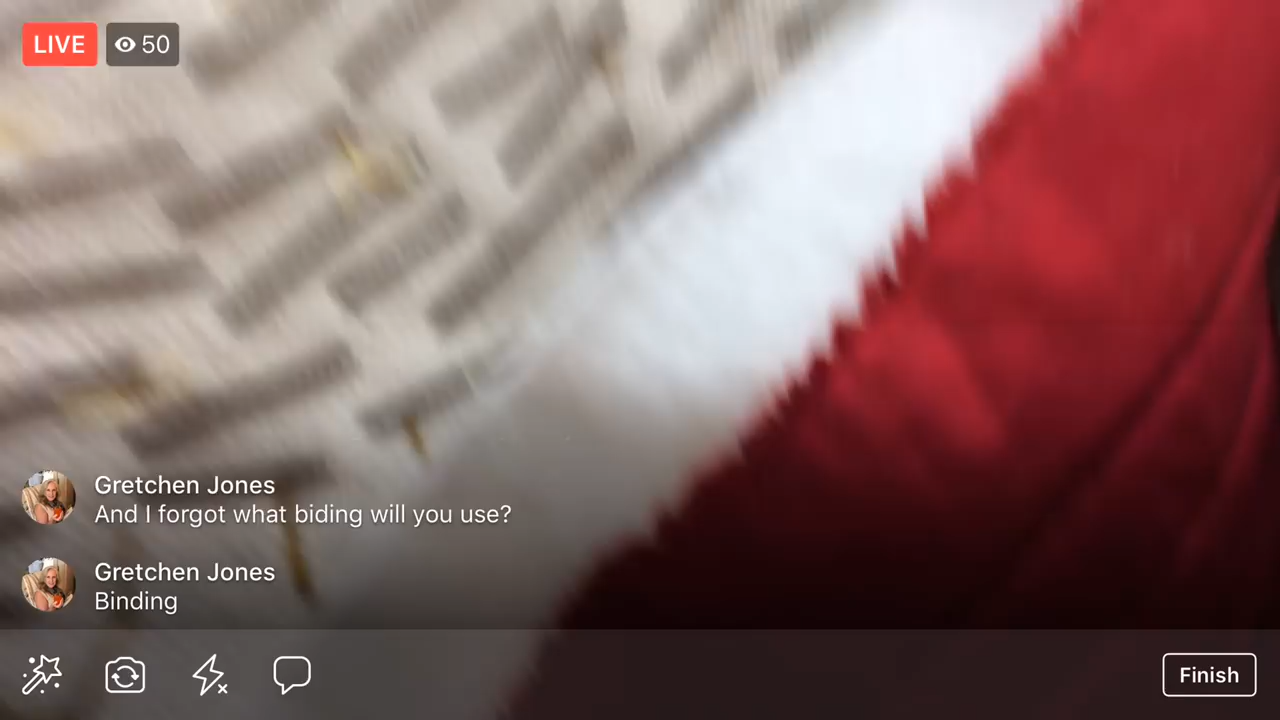 LIVE
50
Gretchen Jones
And I forgot what biding will you use?
Gretchen Jones
Binding
Finish